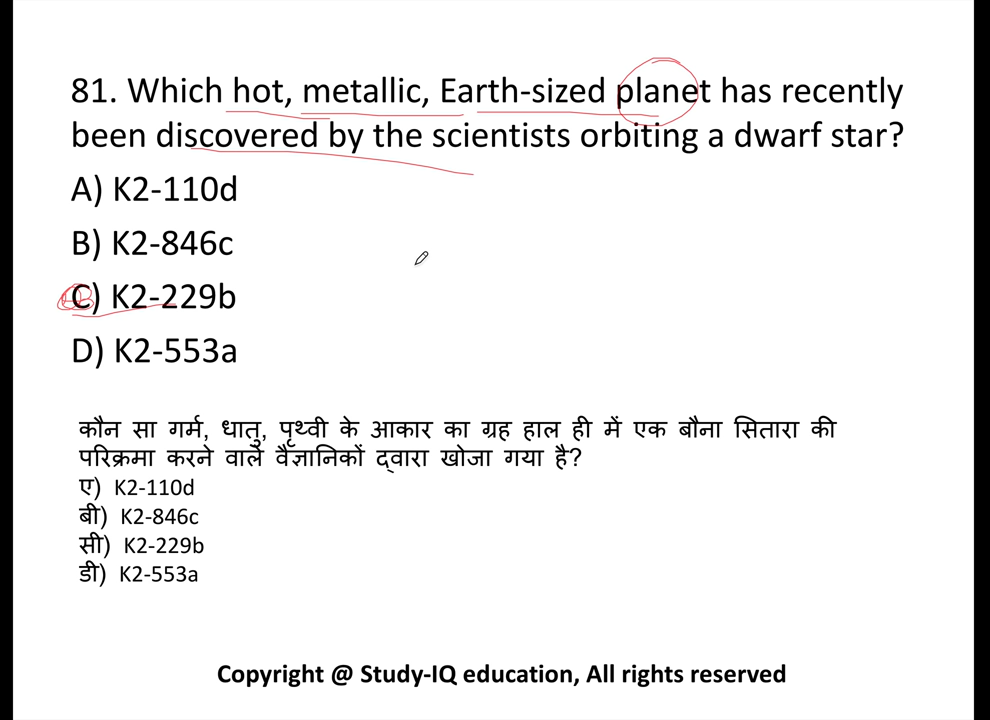 81. Which hot, metallic, Earth-sized planet has recently
been discovered by the scientists orbiting a dwarf star?
A) K2-110d
B) K2-846c
C) K2-229b
D) K2-553a
कौन सा गर्म, धातु, पृथ्वी के आकार का ग्रह हाल ही में एक बौना सितारा की
परिक्रमा करने वाले वैज्ञानिकों द्वारा खोजा गया है?
ए) K2-110d
बी) K2-846c
सी) K2-229b
डी) K2-553a
Copyright @ Study-IQ education, All rights reserved